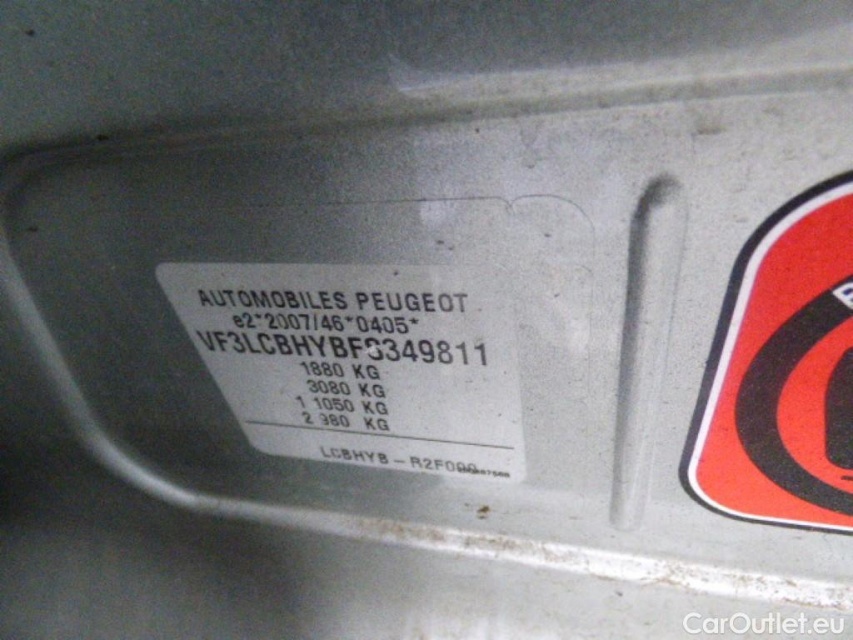 AUTOMOBILES PEUGEOT
e2*2007/46*0405*
VF3LCBHYBFS349811
1880 KG
3080 KG
1 1050 KG
2 980 KG
LCBHYB-R2F000
CarOutlet.eu